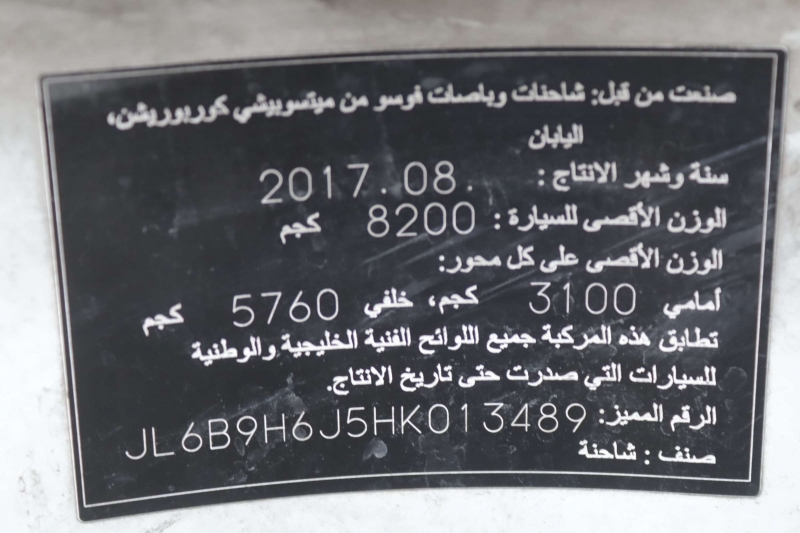 صنعت من قبل: شاحنات وباصات فوسو من ميتسوبيشي كوربوريشن،
اليابان
سنة وشهر الانتاج : 2017.08.
الوزن الأقصى للسيارة : 8200 كجم
الوزن الأقصى على كل محور:
أمامي 3100 كجم، خلفي 5760 كجم
تطابق هذه المركبة جميع اللوائح الفنية الخليجية والوطنية
للسيارات التي صدرت حتى تاريخ الانتاج.
الرقم المميز: JL6B9H6J5HK013489
صنف : شاحنة